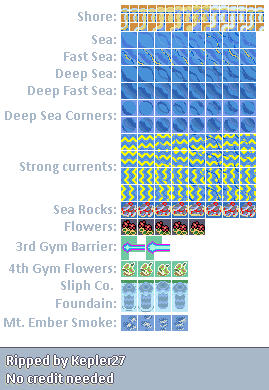 Shore:
Sea:
Fast Sea:
Deep Sea:
Deep Fast Sea:
Deep Sea Corners:
Strong currents:
Sea Rocks:
Flowers:
3rd Gym Barrier:
4th Gym Flowers:
Sliph Co.
Foundain:
Mt. Ember Smoke:
Ripped by Kepler27
No credit needed